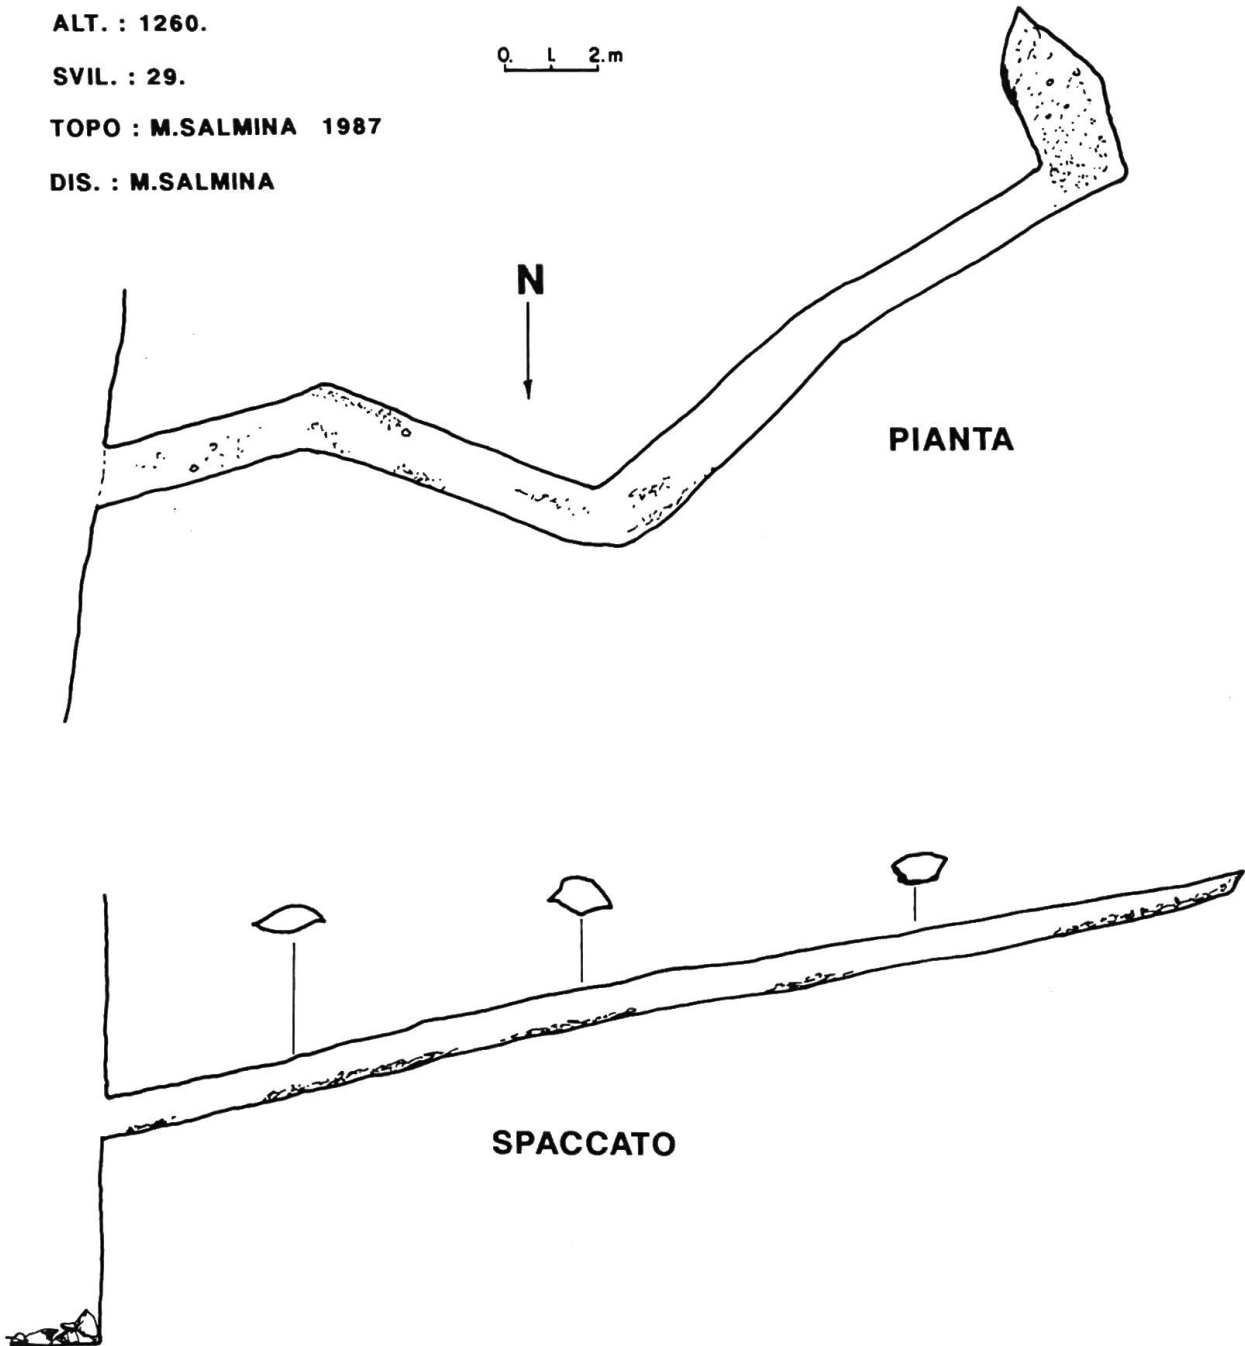 ALT. : 1260.
SVIL. : 29.
TOPO : M.SALMINA 1987
DIS. : M.SALMINA
0. 1. 2.m
N
PIANTA
SPACCATO